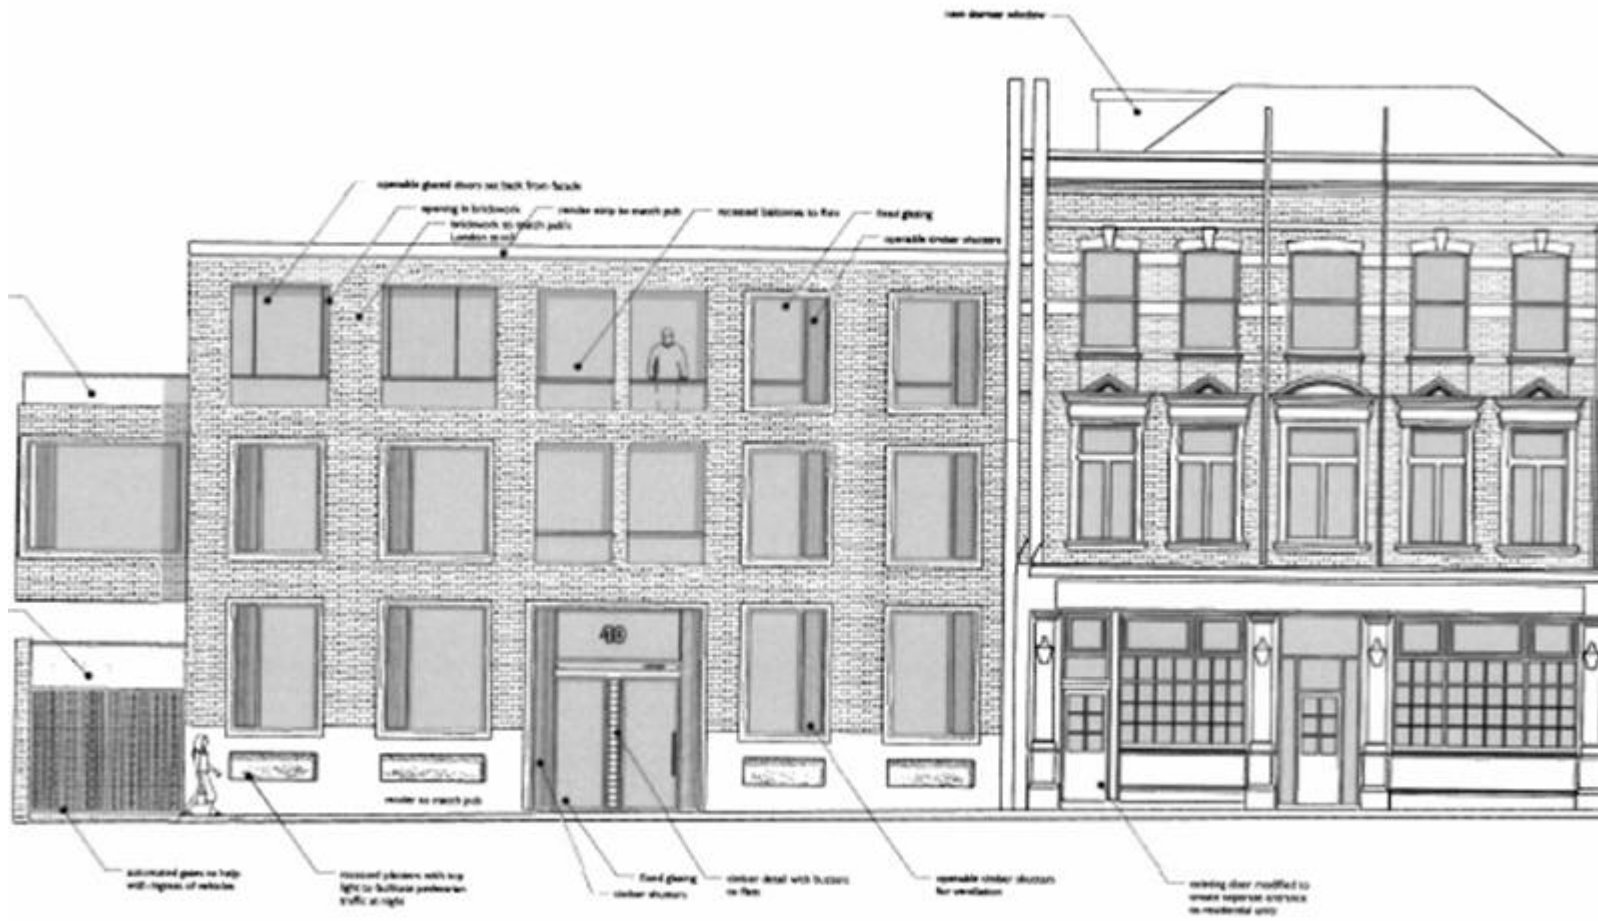 new dormer window
openable glazed doors set back from facade
opening in brickwork
render strip to match pub
recessed balconies to flats
fixed glazing
brickwork to match pub's
London stock
openable timber shutters
40
render to match pub
automated gates to help
with ingress of vehicles
recessed planters with top
light to facilitate pedestrian
traffic at night
fixed glazing
timber shutters
timber detail with buzzers
to flats
openable timber shutters
for ventilation
existing door modified to
create separate entrance
to residential unit